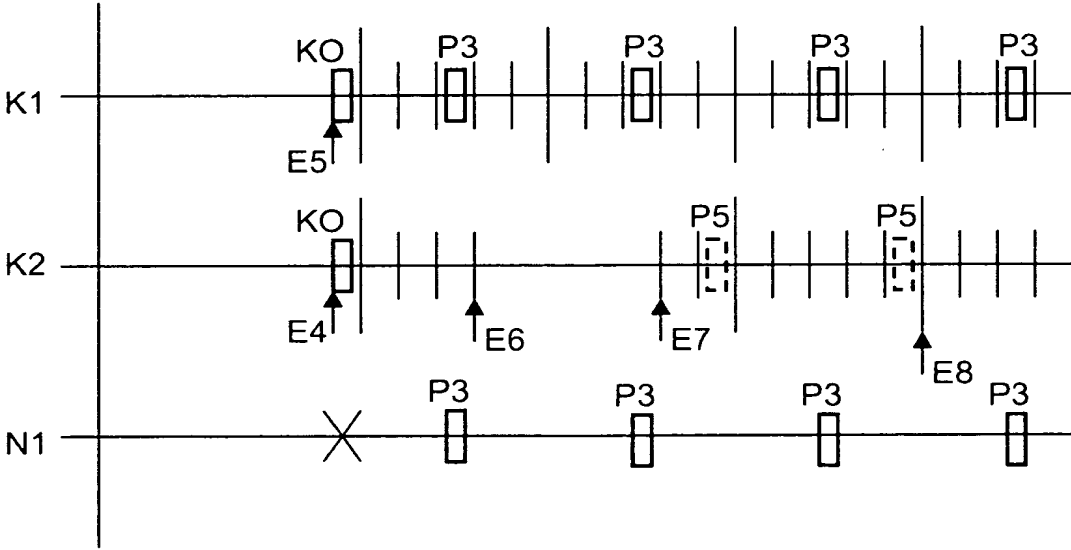 KO P3 P3 P3 P3
K1
E5
KO P5 P5
K2
E4 E6 E7 E8
P3 P3 P3 P3
N1